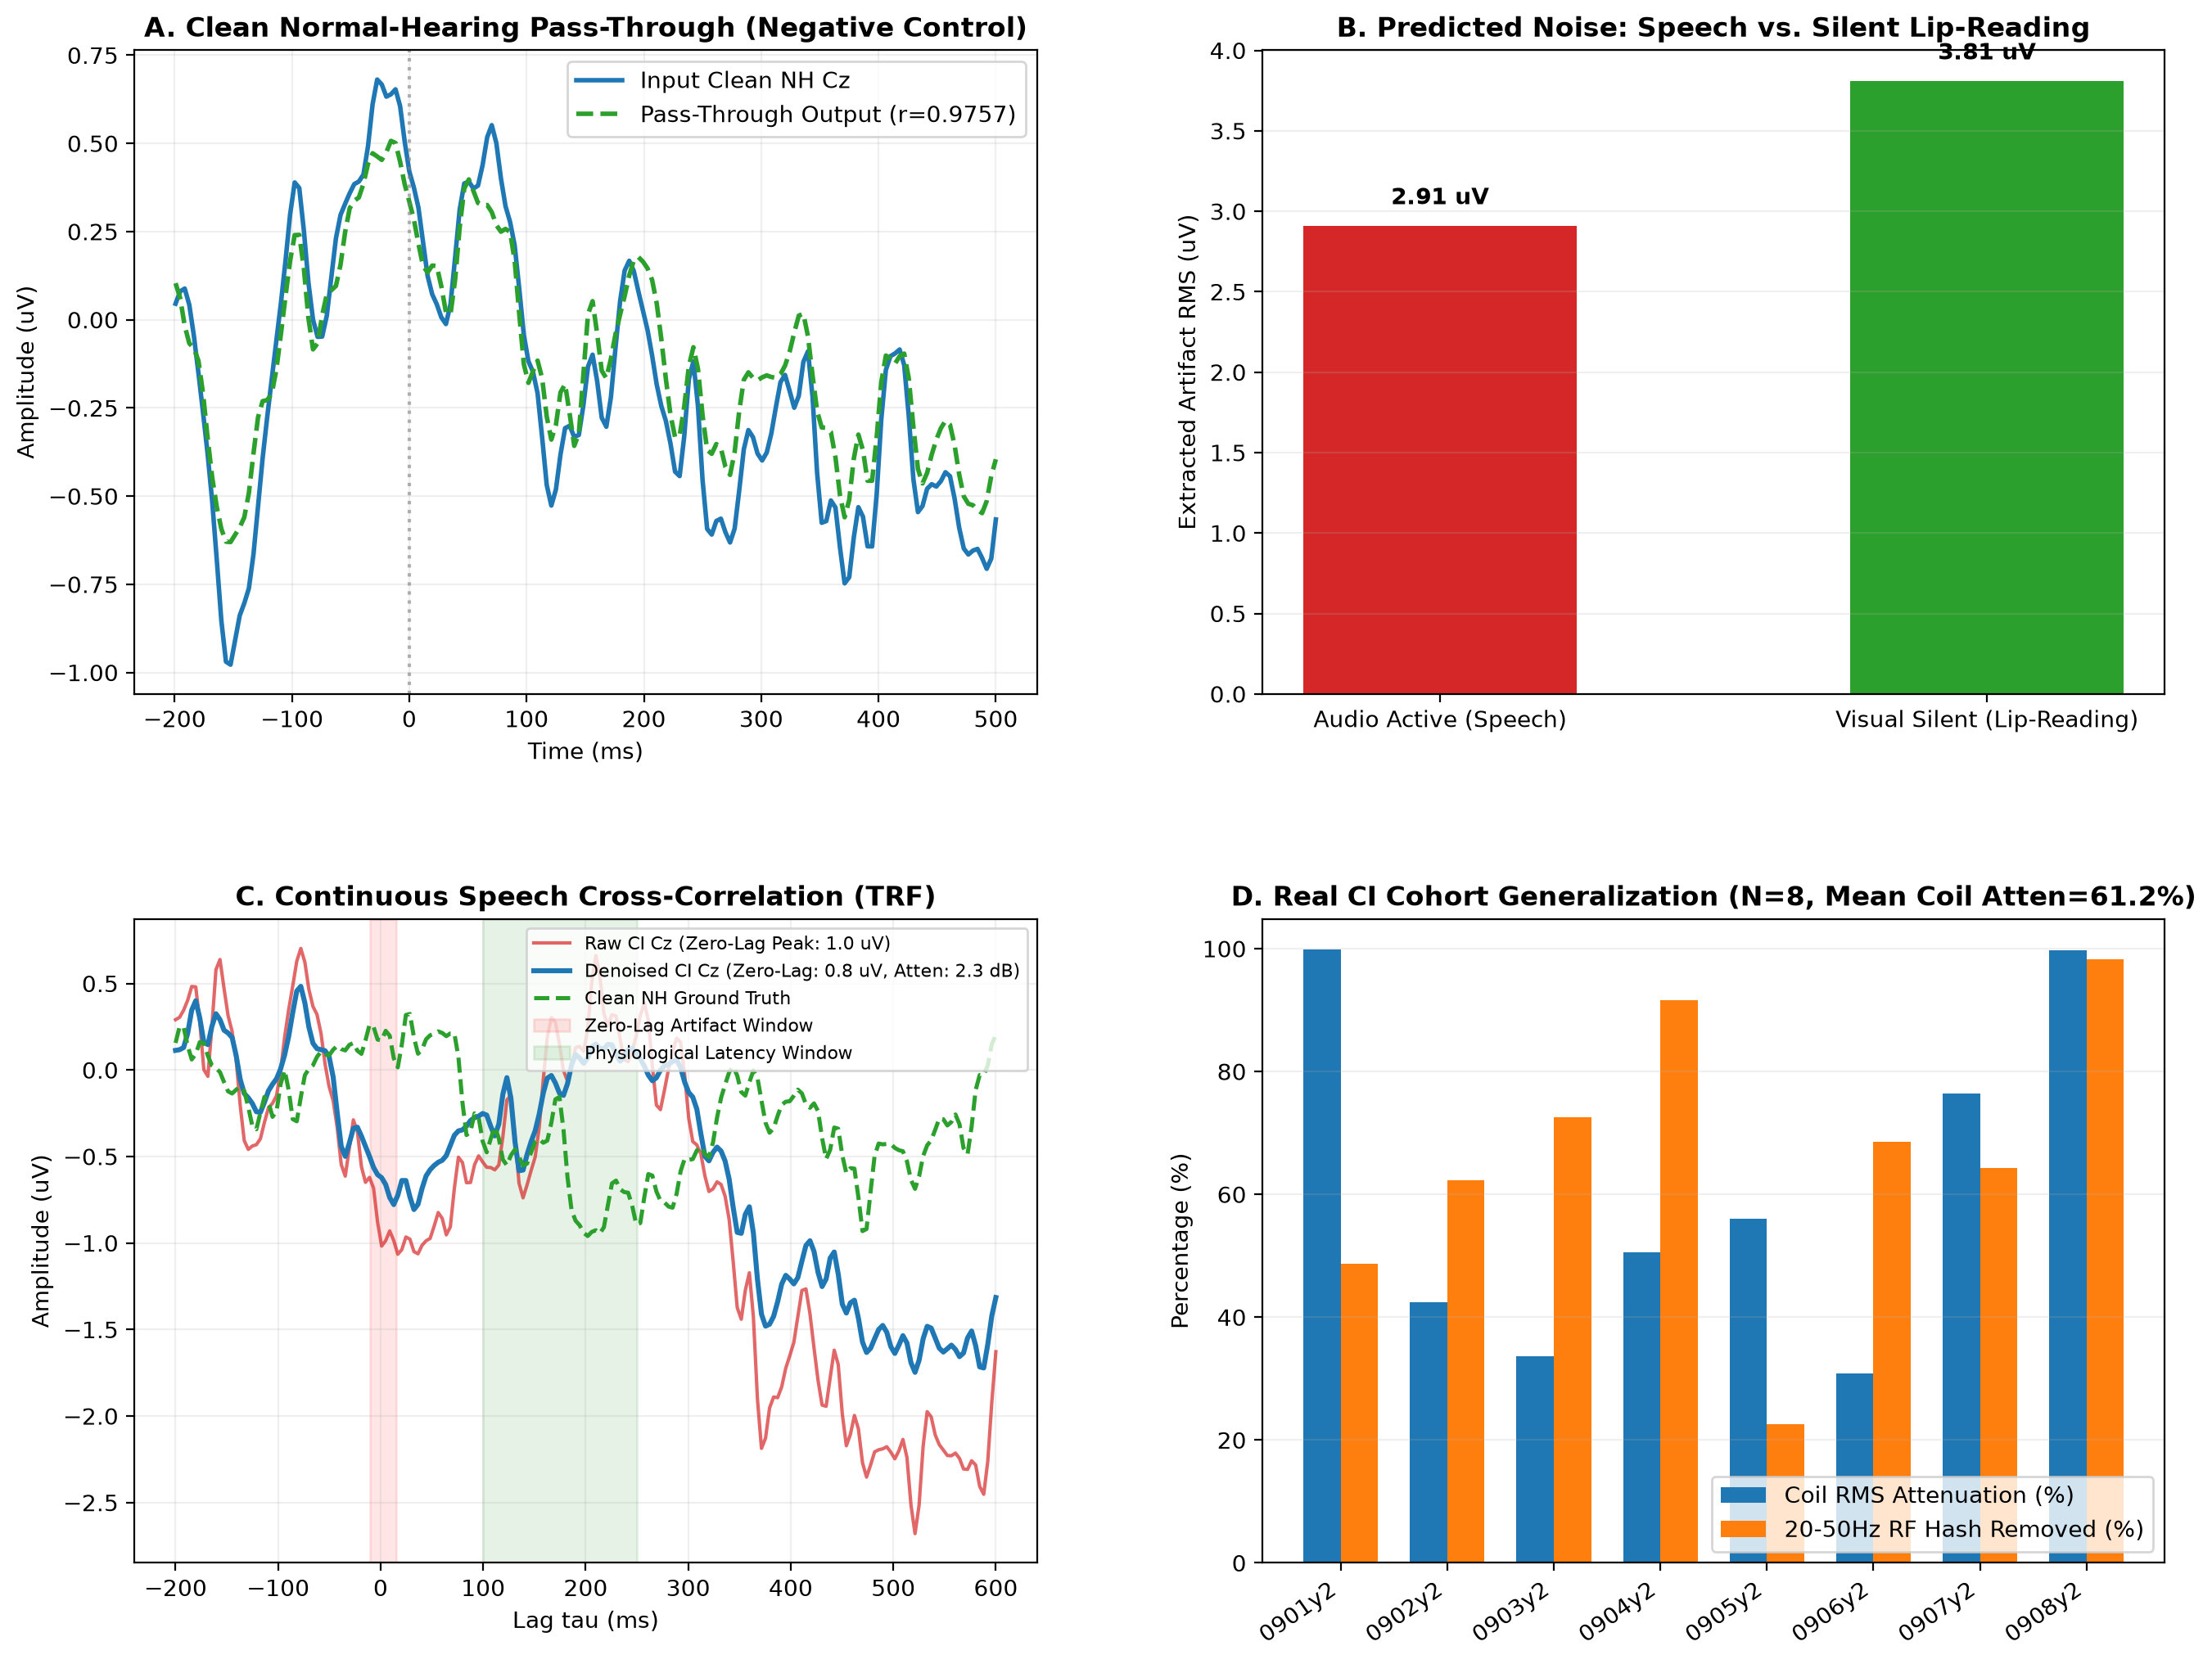 A. Clean Normal-Hearing Pass-Through (Negative Control)
Input Clean NH Cz
Pass-Through Output (r=0.9757)
Amplitude (uV)
0.75
0.50
0.25
0.00
−0.25
−0.50
−0.75
−1.00
−200
−100
0
100
200
300
400
500
Time (ms)
B. Predicted Noise: Speech vs. Silent Lip-Reading
3.81 uV
2.91 uV
Extracted Artifact RMS (uV)
4.0
3.5
3.0
2.5
2.0
1.5
1.0
0.5
0.0
Audio Active (Speech)
Visual Silent (Lip-Reading)
C. Continuous Speech Cross-Correlation (TRF)
Raw CI Cz (Zero-Lag Peak: 1.0 uV)
Denoised CI Cz (Zero-Lag: 0.8 uV, Atten: 2.3 dB)
Clean NH Ground Truth
Zero-Lag Artifact Window
Physiological Latency Window
Amplitude (uV)
0.5
0.0
−0.5
−1.0
−1.5
−2.0
−2.5
−200
−100
0
100
200
300
400
500
600
Lag tau (ms)
D. Real CI Cohort Generalization (N=8, Mean Coil Atten=61.2%)
Percentage (%)
100
80
60
40
20
0
Coil RMS Attenuation (%)
20-50Hz RF Hash Removed (%)
0901y2
0902y2
0903y2
0904y2
0905y2
0906y2
0907y2
0908y2